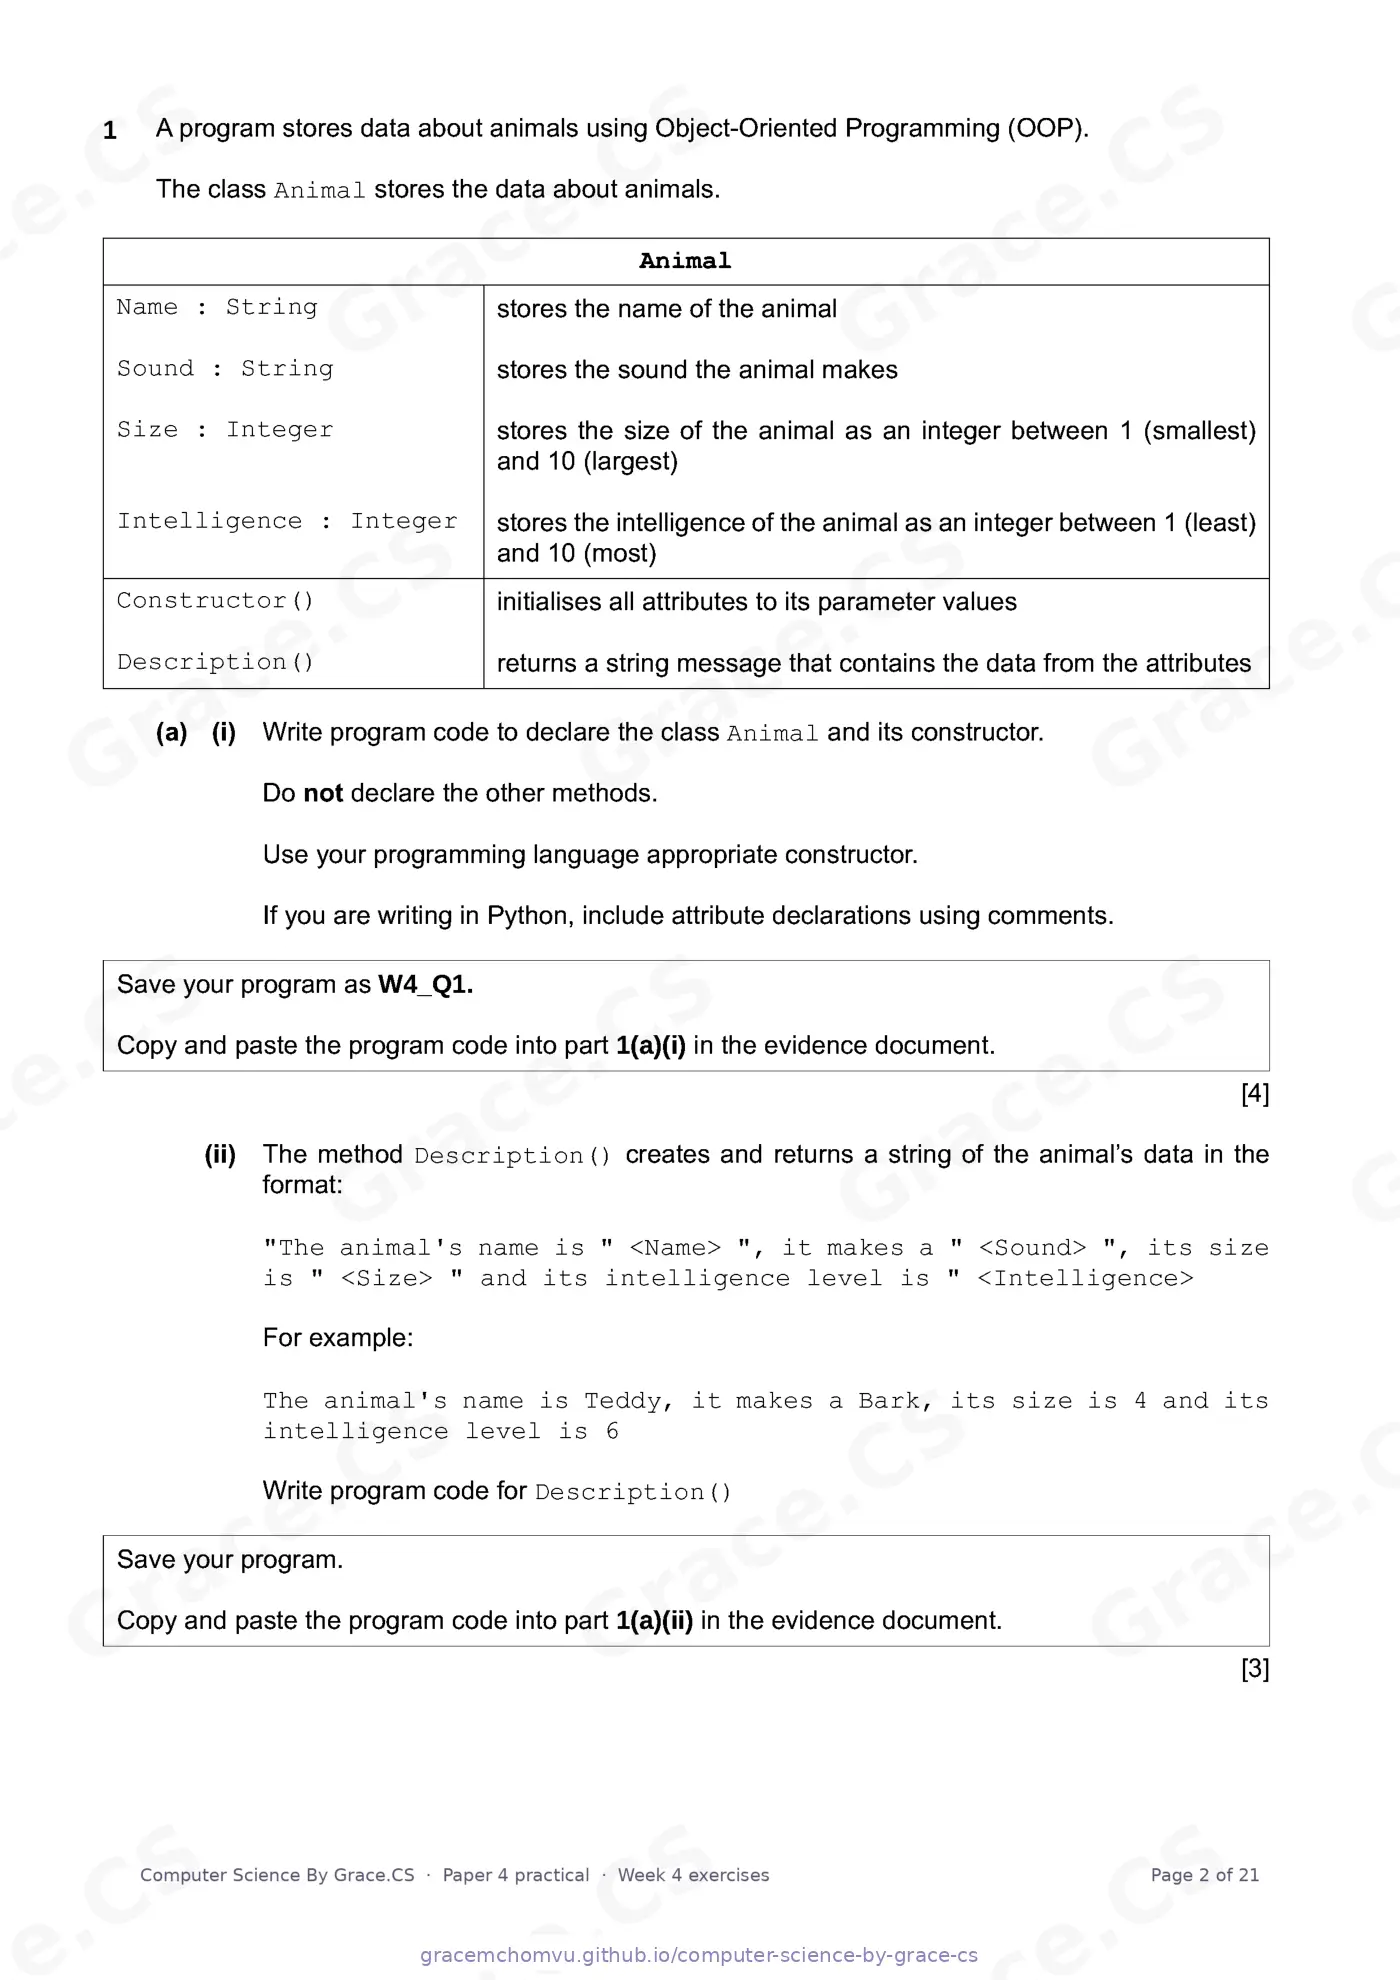 1 A program stores data about animals using Object-Oriented Programming (OOP).
The class Animal stores the data about animals.
Animal
Name : String stores the name of the animal
Sound : String stores the sound the animal makes
Size : Integer stores the size of the animal as an integer between 1 (smallest)
and 10 (largest)
Intelligence : Integer stores the intelligence of the animal as an integer between 1 (least)
and 10 (most)
Constructor() initialises all attributes to its parameter values
Description() returns a string message that contains the data from the attributes
(a) (i) Write program code to declare the class Animal and its constructor.
Do not declare the other methods.
Use your programming language appropriate constructor.
If you are writing in Python, include attribute declarations using comments.
Save your program as W4_Q1.
Copy and paste the program code into part 1(a)(i) in the evidence document.
[4]
(ii) The method Description() creates and returns a string of the animal's data in the
format:
"The animal's name is " <Name> ", it makes a " <Sound> ", its size
is " <Size> " and its intelligence level is " <Intelligence>
For example:
The animal's name is Teddy, it makes a Bark, its size is 4 and its
intelligence level is 6
Write program code for Description()
Save your program.
Copy and paste the program code into part 1(a)(ii) in the evidence document.
[3]
Computer Science By Grace.CS · Paper 4 practical · Week 4 exercises Page 2 of 21
gracemchomvu.github.io/computer-science-by-grace-cs